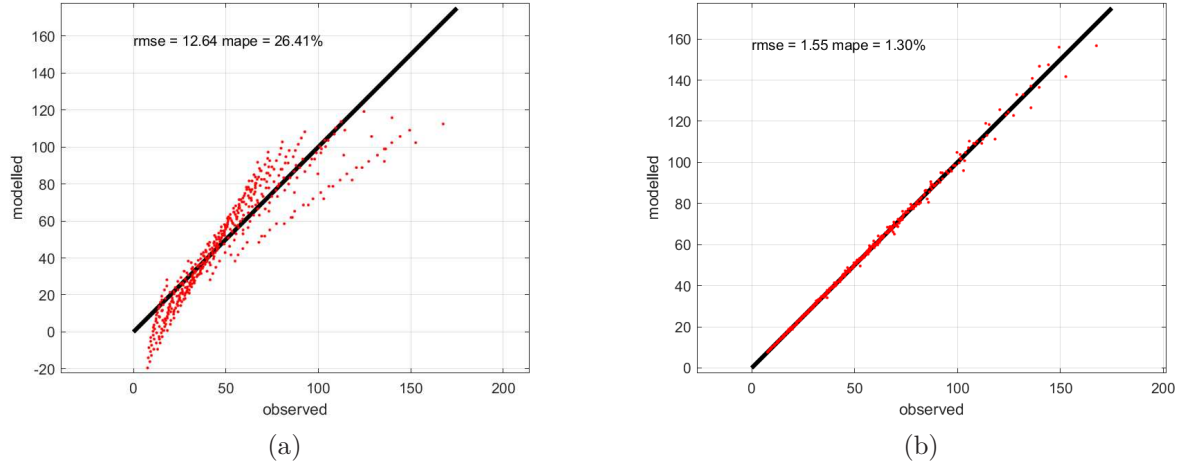 rmse = 12.64 mape = 26.41%
160
140
120
100
80
60
40
20
0
-20
modelled
0 50 100 150 200
observed
(a)
rmse = 1.55 mape = 1.30%
160
140
120
100
80
60
40
20
0
modelled
0 50 100 150 200
observed
(b)